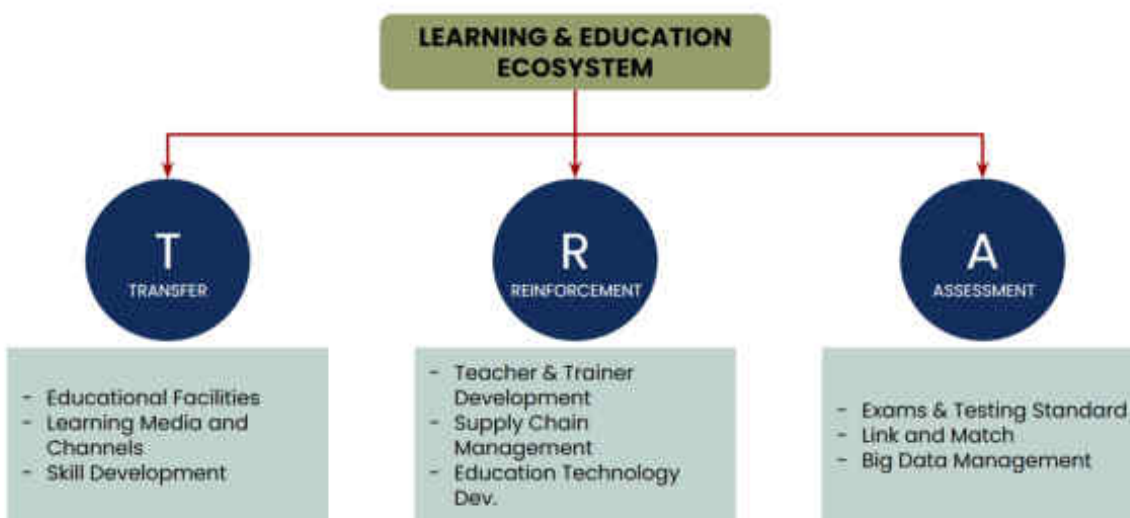 LEARNING & EDUCATION
ECOSYSTEM
T
TRANSFER
R
REINFORCEMENT
A
ASSESSMENT
- Educational Facilities
- Learning Media and
Channels
- Skill Development
- Teacher & Trainer
Development
- Supply Chain
Management
- Education Technology
Dev.
- Exams & Testing Standard
- Link and Match
- Big Data Management